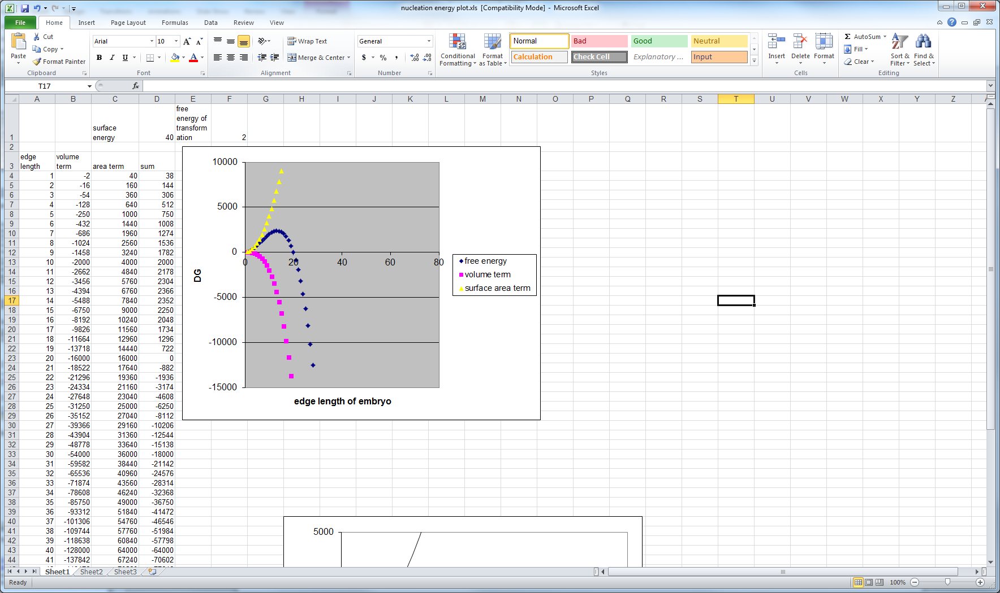 nucleation energy plot.xls  [Compatibility Mode]  -  Microsoft Excel
File Home Insert Page Layout Formulas Data Review View
Paste Cut Copy Format Painter Clipboard
Arial 10 A A B I U A Font
Wrap Text Merge & Center Alignment
General $ % , .00 .00 Number
Conditional Formatting Format as Table
Normal Bad Good Neutral
Calculation Check Cell Explanatory ... Input
Styles
Insert Delete Format Cells
Σ AutoSum Fill Clear Sort & Filter Find & Select Editing
T17 fx
A B C D E F G H I J K L M N O P Q R S T U V W X Y Z
1 surface energy 40 free energy of transformation 2
2
3 edge length volume term area term sum
4 1 -2 40 38
5 2 -16 160 144
6 3 -54 360 306
7 4 -128 640 512
8 5 -250 1000 750
9 6 -432 1440 1008
10 7 -686 1960 1274
11 8 -1024 2560 1536
12 9 -1458 3240 1782
13 10 -2000 4000 2000
14 11 -2662 4840 2178
15 12 -3456 5760 2304
16 13 -4394 6760 2366
17 14 -5488 7840 2352
18 15 -6750 9000 2250
19 16 -8192 10240 2048
20 17 -9826 11560 1734
21 18 -11664 12960 1296
22 19 -13718 14440 722
23 20 -16000 16000 0
24 21 -18522 17640 -882
25 22 -21296 19360 -1936
26 23 -24334 21160 -3174
27 24 -27648 23040 -4608
28 25 -31250 25000 -6250
29 26 -35152 27040 -8112
30 27 -39366 29160 -10206
31 28 -43904 31360 -12544
32 29 -48778 33640 -15138
33 30 -54000 36000 -18000
34 31 -59582 38440 -21142
35 32 -65536 40960 -24576
36 33 -71874 43560 -28314
37 34 -78608 46240 -32368
38 35 -85750 49000 -36750
39 36 -93312 51840 -41472
40 37 -101306 54760 -46546
41 38 -109744 57760 -51984
42 39 -118638 60840 -57798
43 40 -128000 64000 -64000
44 41 -137842 67240 -70602
10000
5000
0
-5000
-10000
-15000
0 20 40 60 80
DG
edge length of embryo
free energy
volume term
surface area term
5000
Sheet1 Sheet2 Sheet3
Ready 100%